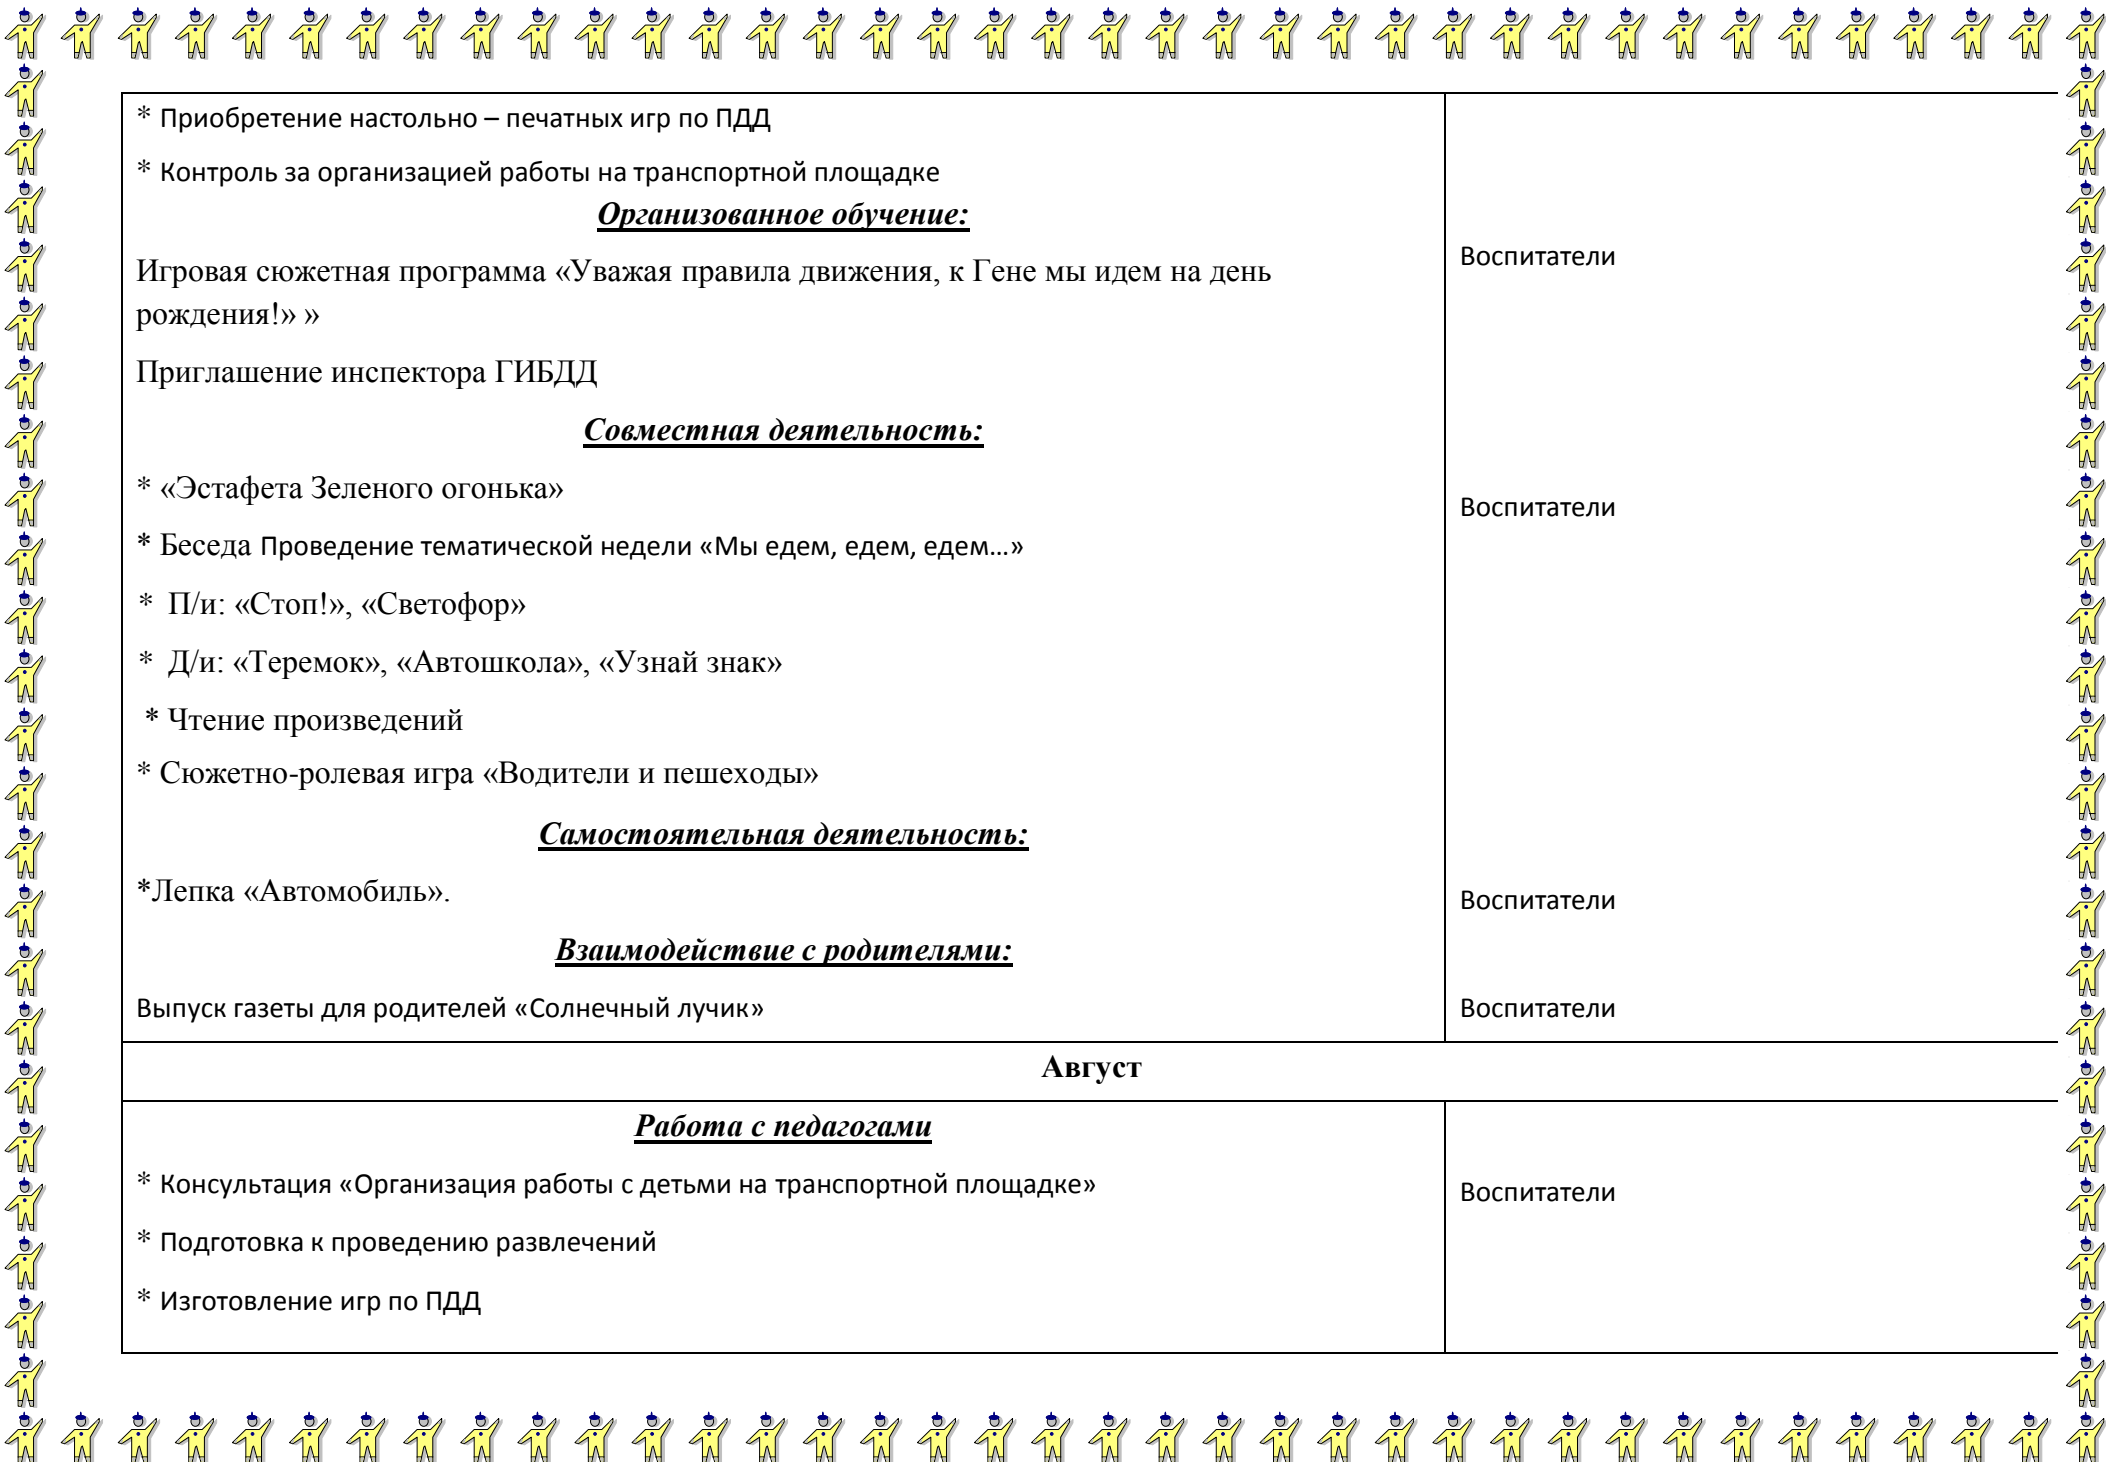 * Приобретение настольно – печатных игр по ПДД
* Контроль за организацией работы на транспортной площадке
Организованное обучение:
Воспитатели
Игровая сюжетная программа «Уважая правила движения, к Гене мы идем на день
рождения!» »
Приглашение инспектора ГИБДД
Совместная деятельность:
* «Эстафета Зеленого огонька»
Воспитатели
* Беседа Проведение тематической недели «Мы едем, едем, едем…»
* П/и: «Стоп!», «Светофор»
* Д/и: «Теремок», «Автошкола», «Узнай знак»
* Чтение произведений
* Сюжетно-ролевая игра «Водители и пешеходы»
Самостоятельная деятельность:
*Лепка «Автомобиль».
Воспитатели
Взаимодействие с родителями:
Выпуск газеты для родителей «Солнечный лучик»
Воспитатели
Август
Работа с педагогами
* Консультация «Организация работы с детьми на транспортной площадке»
Воспитатели
* Подготовка к проведению развлечений
* Изготовление игр по ПДД